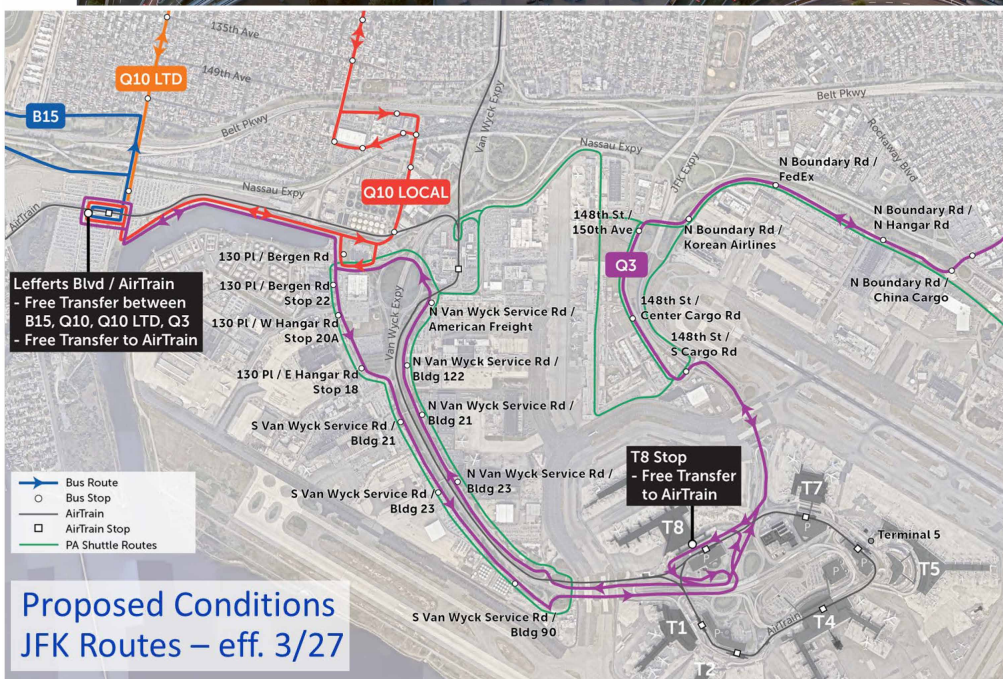 135th Ave
149th Ave
Q10 LTD
B15
Belt Pkwy
Van Wyck Expy
Belt Pkwy
Nassau Expy
Rockaway Blvd
JFK Expy
Nassau Expy
Q10 LOCAL
AirTrain
N Boundary Rd /
FedEx
N Boundary Rd /
N Hangar Rd
148th St /
150th Ave
N Boundary Rd /
Korean Airlines
Q3
N Boundary Rd /
China Cargo
Lefferts Blvd / AirTrain
- Free Transfer between
B15, Q10, Q10 LTD, Q3
- Free Transfer to AirTrain
130 Pl / Bergen Rd
130 Pl / Bergen Rd
Stop 22
130 Pl / W Hangar Rd
Stop 20A
130 Pl / E Hangar Rd
Stop 18
Van Wyck Expy
N Van Wyck Service Rd /
American Freight
N Van Wyck Service Rd /
Bldg 122
N Van Wyck Service Rd /
Bldg 21
N Van Wyck Service Rd /
Bldg 23
148th St /
Center Cargo Rd
148th St /
S Cargo Rd
S Van Wyck Service Rd /
Bldg 21
S Van Wyck Service Rd /
Bldg 23
S Van Wyck Service Rd /
Bldg 90
T8 Stop
- Free Transfer
to AirTrain
T7
T8
Terminal 5
T5
T4
T1
T2
AirTrain
P
P
P
P
Bus Route
Bus Stop
AirTrain
AirTrain Stop
PA Shuttle Routes
Proposed Conditions
JFK Routes – eff. 3/27